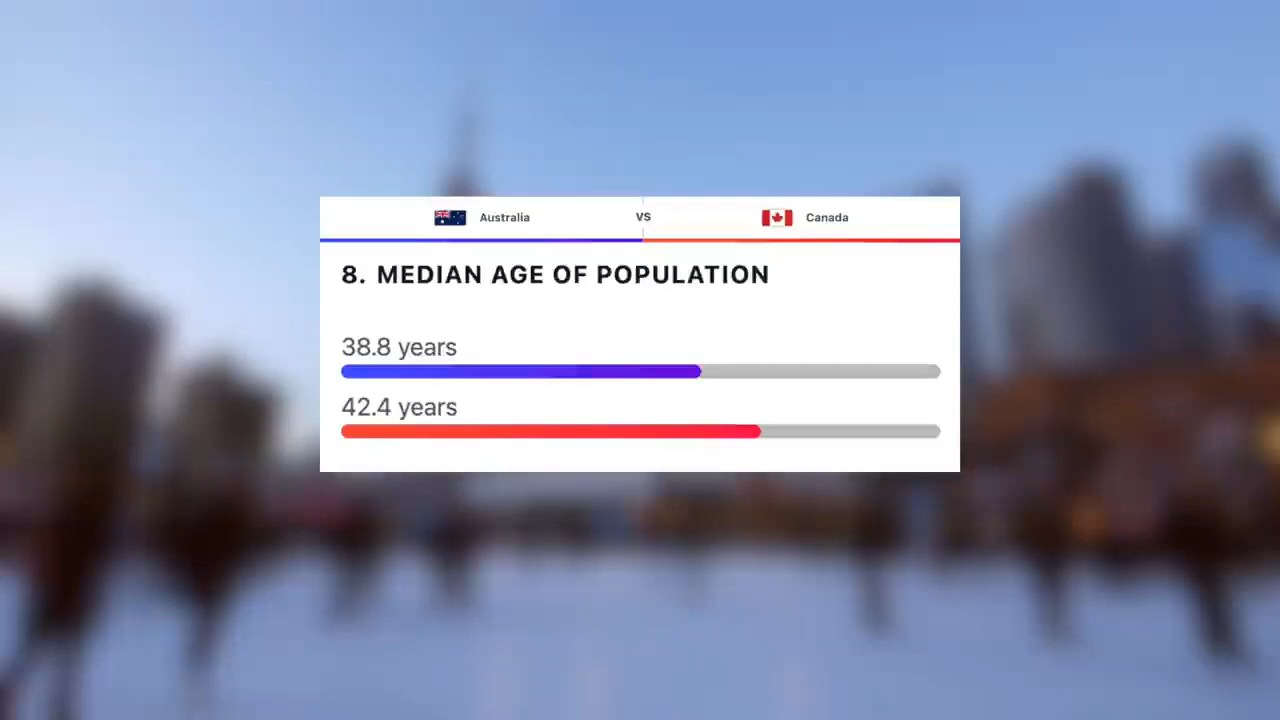 Australia VS Canada
8. MEDIAN AGE OF POPULATION
38.8 years
42.4 years